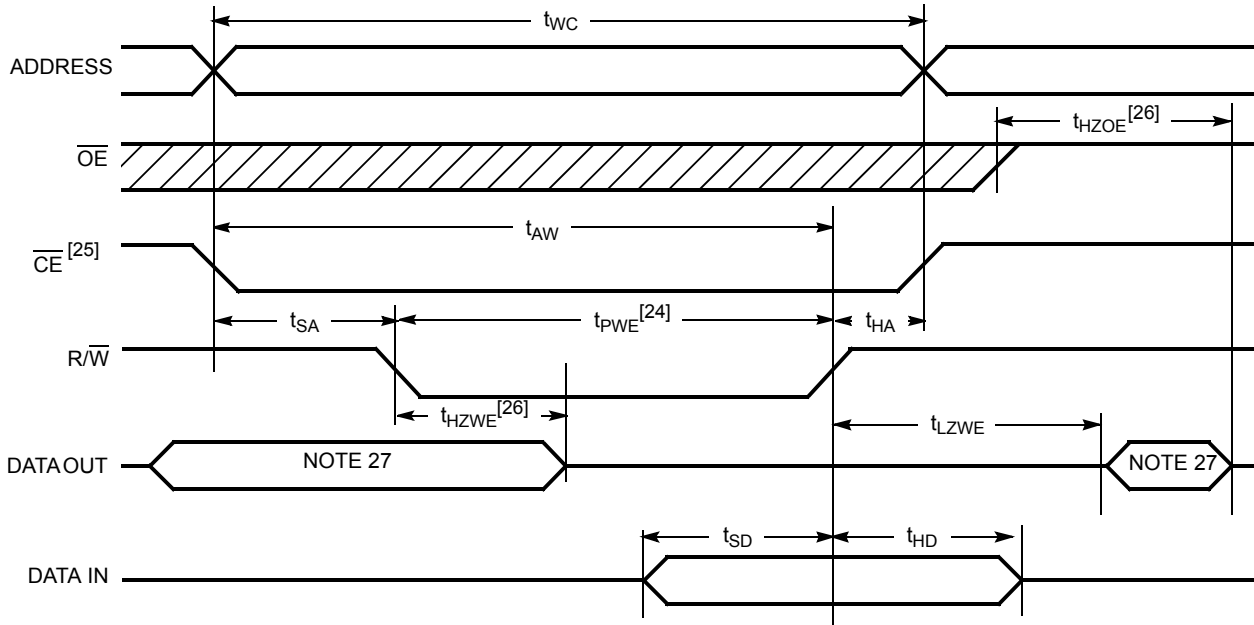 tWC
ADDRESS
tHZOE[26]
OE
tAW
CE [25]
tSA
tPWE[24]
tHA
R/W
tHZWE[26]
tLZWE
DATA OUT
NOTE 27
NOTE 27
tSD
tHD
DATA IN